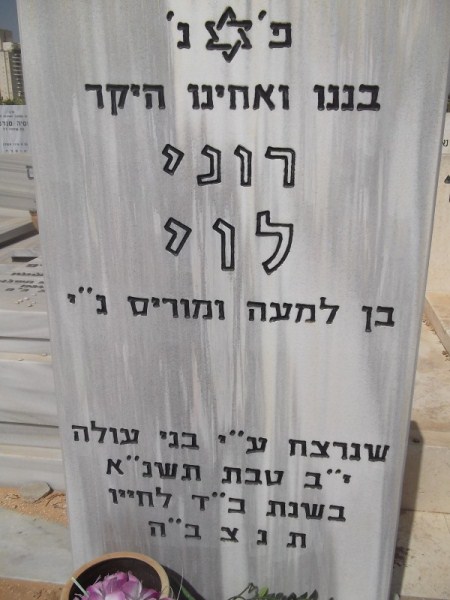 פ׳ נ׳
בננו ואחינו היקר
רוני
לוי
בן למעה ומוריס נ״י
שנרצח ע״י בני עולה
י״ב טבת תשנ״א
בשנת כ״ד לחייו
ת נ צ ב ״ ה